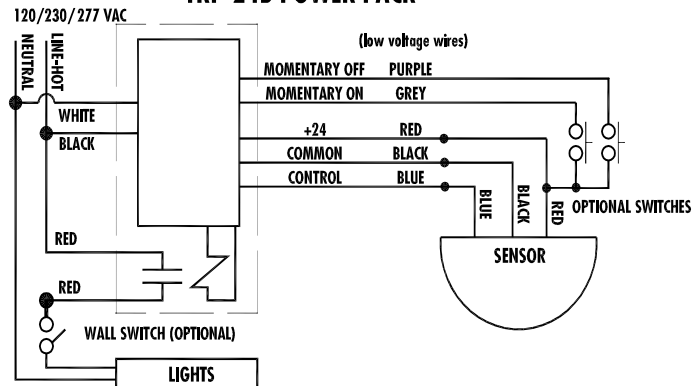 120/230/277 VAC
NEUTRAL
LINE-HOT
(low voltage wires)
MOMENTARY OFF PURPLE
MOMENTARY ON GREY
WHITE
+24 RED
BLACK
COMMON BLACK
CONTROL BLUE
BLUE
BLACK
RED
OPTIONAL SWITCHES
RED
SENSOR
RED
WALL SWITCH (OPTIONAL)
LIGHTS